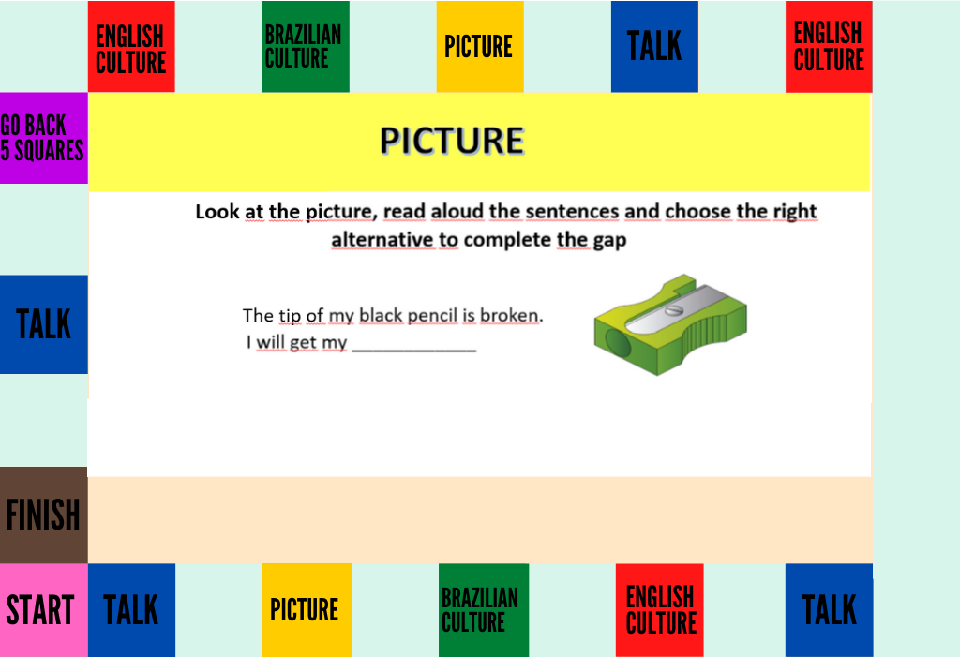 ENGLISH
CULTURE
BRAZILIAN
CULTURE
PICTURE
TALK
ENGLISH
CULTURE
GO BACK
5 SQUARES
PICTURE
Look at the picture, read aloud the sentences and choose the right
alternative to complete the gap
The tip of my black pencil is broken.
I will get my _____________
TALK
FINISH
START
TALK
PICTURE
BRAZILIAN
CULTURE
ENGLISH
CULTURE
TALK